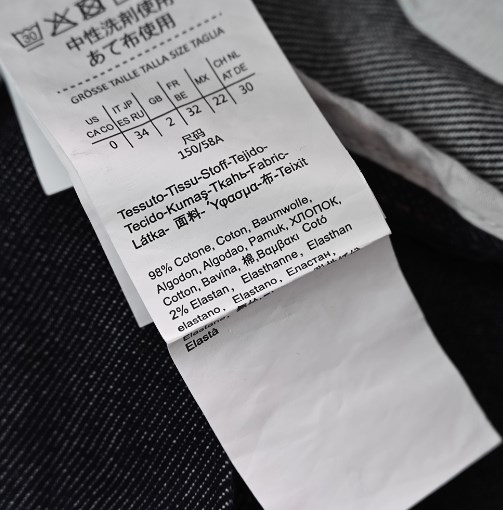 30
中性洗剤使用
あて布使用
GRÖSSE TAILLE TALLA SIZE TAGLIA
US IT JP GB FR MX CH NL
CA CO ES RU BE AT DE
0 34 2 32 22 30
尺码
150/58A
Tessuto-Tissu-Stoff-Tejido-
Tecido-Kumaş-Ткань-Fabric-
Látka- 面料- Ύφασμα-布-Teixit
98% Cotone, Coton, Baumwolle,
Algodon, Algodao, Pamuk, ХЛОПОК,
Cotton, Bavlna, 棉,Βαμβακι Cotó
2% Elastan, Elasthanne, Elasthan
elastano, Elastano, Еластан,
Elastà